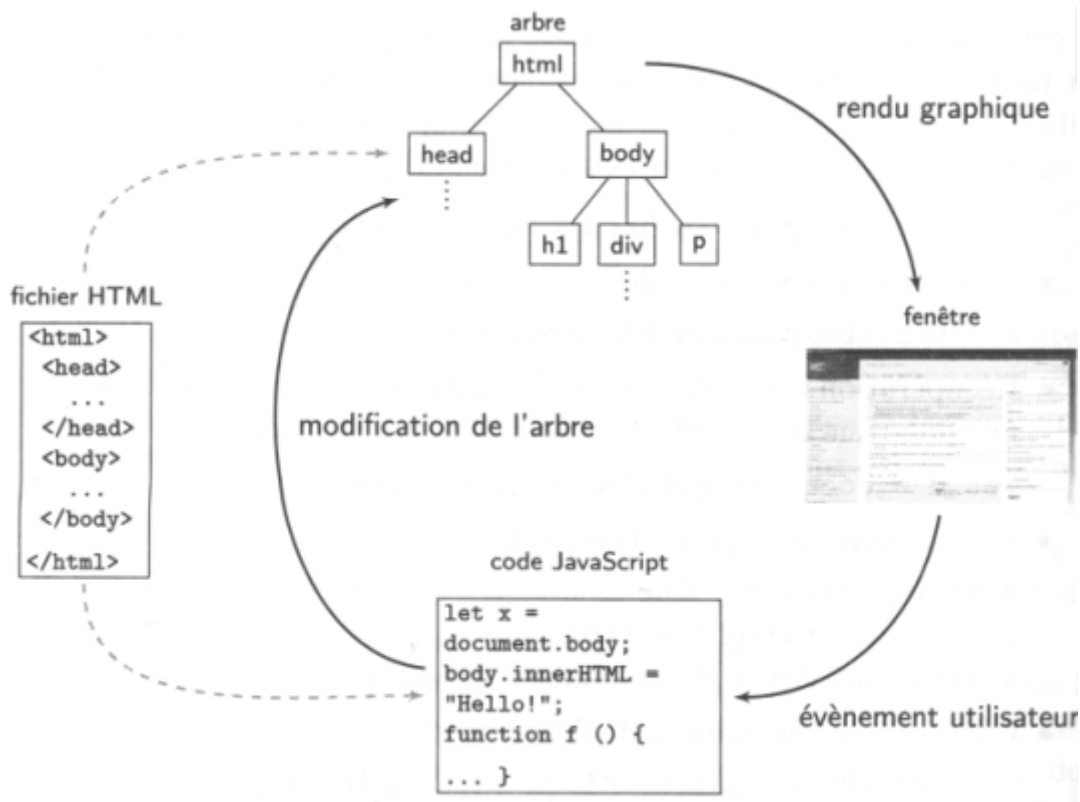 arbre
html
rendu graphique
head
body
h1
div
p
fichier HTML
<html>
<head>
...
</head>
<body>
...
</body>
</html>
fenêtre
modification de l'arbre
code JavaScript
let x =
document.body;
body.innerHTML =
"Hello!";
function f () {
... }
évènement utilisateur